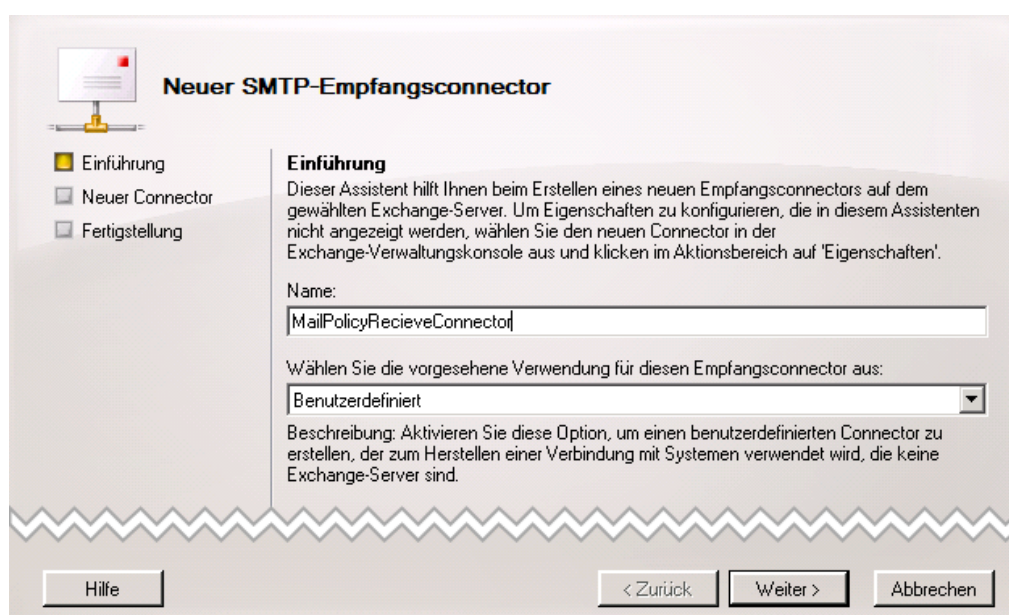 Neuer SMTP-Empfangsconnector
Einführung
Neuer Connector
Fertigstellung
Einführung
Dieser Assistent hilft Ihnen beim Erstellen eines neuen Empfangsconnectors auf dem
gewählten Exchange-Server. Um Eigenschaften zu konfigurieren, die in diesem Assistenten
nicht angezeigt werden, wählen Sie den neuen Connector in der
Exchange-Verwaltungskonsole aus und klicken im Aktionsbereich auf 'Eigenschaften'.
Name:
MailPolicyRecieveConnector
Wählen Sie die vorgesehene Verwendung für diesen Empfangsconnector aus:
Benutzerdefiniert
Beschreibung: Aktivieren Sie diese Option, um einen benutzerdefinierten Connector zu
erstellen, der zum Herstellen einer Verbindung mit Systemen verwendet wird, die keine
Exchange-Server sind.
Hilfe
< Zurück
Weiter >
Abbrechen